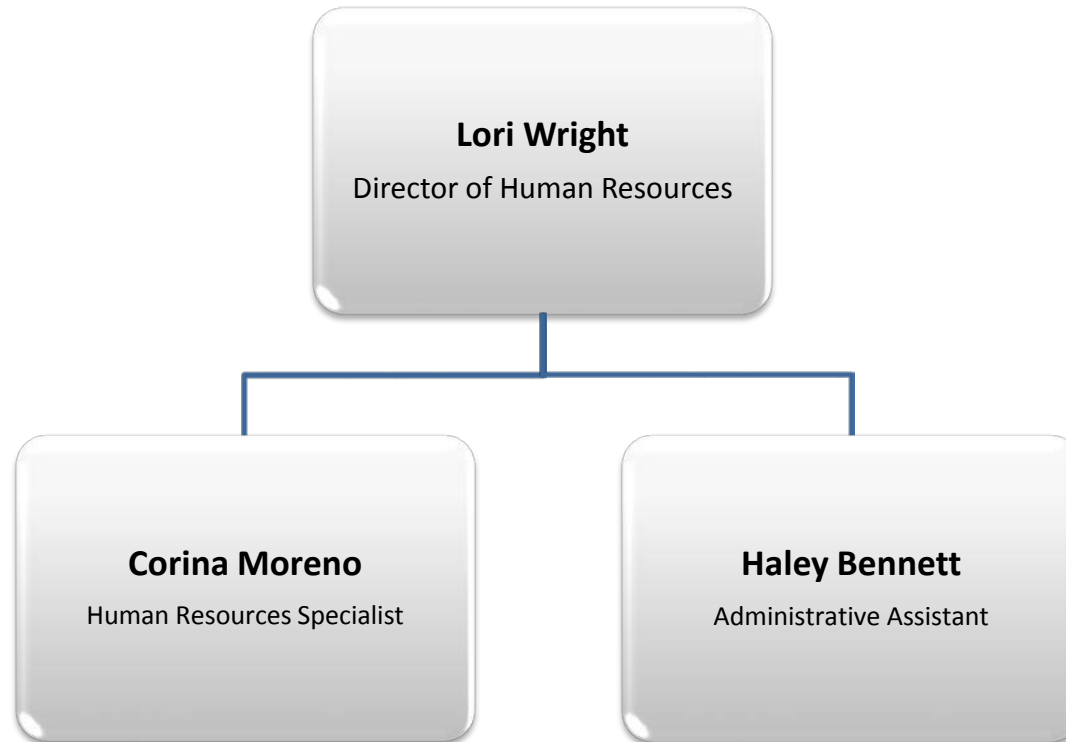 Lori Wright
Director of Human Resources
Corina Moreno
Human Resources Specialist
Haley Bennett
Administrative Assistant